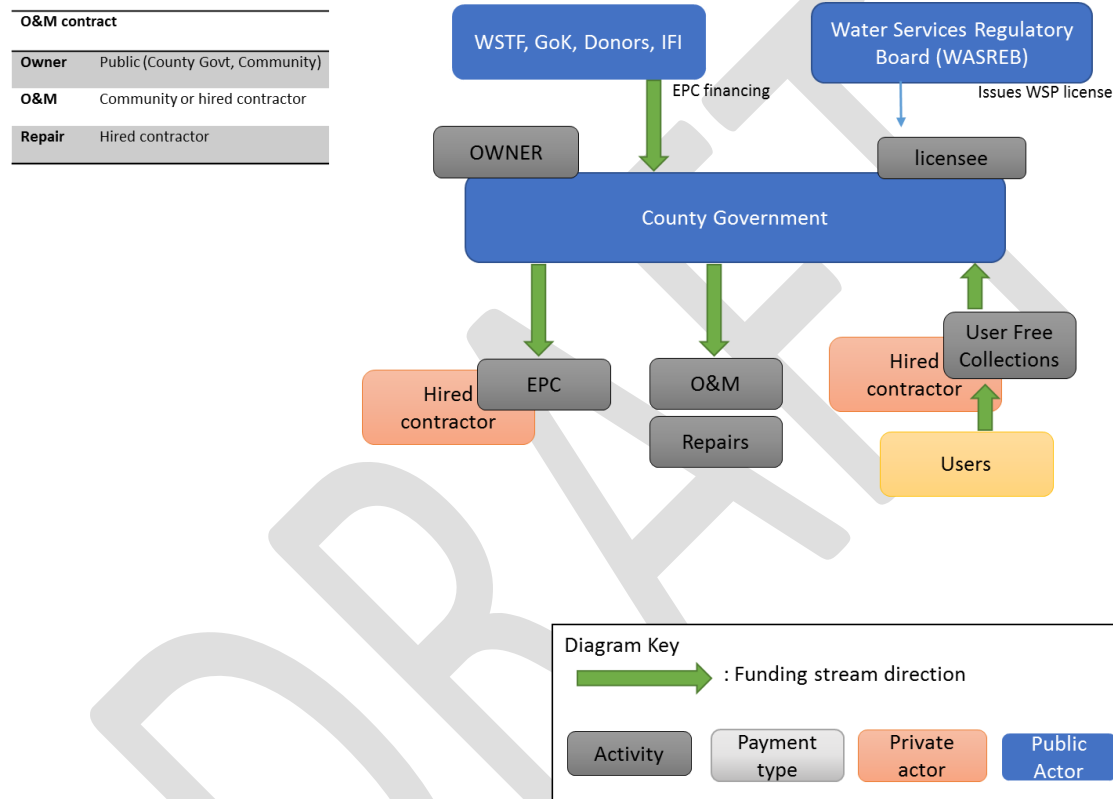 O&M contract
Owner Public (County Govt, Community)
O&M Community or hired contractor
Repair Hired contractor
WSTF, GoK, Donors, IFI
Water Services Regulatory
Board (WASREB)
EPC financing
Issues WSP license
OWNER
licensee
County Government
Hired
contractor
EPC
O&M
Repairs
Hired
contractor
User Free
Collections
Users
DRAFT
Diagram Key
: Funding stream direction
Activity
Payment
type
Private
actor
Public
Actor